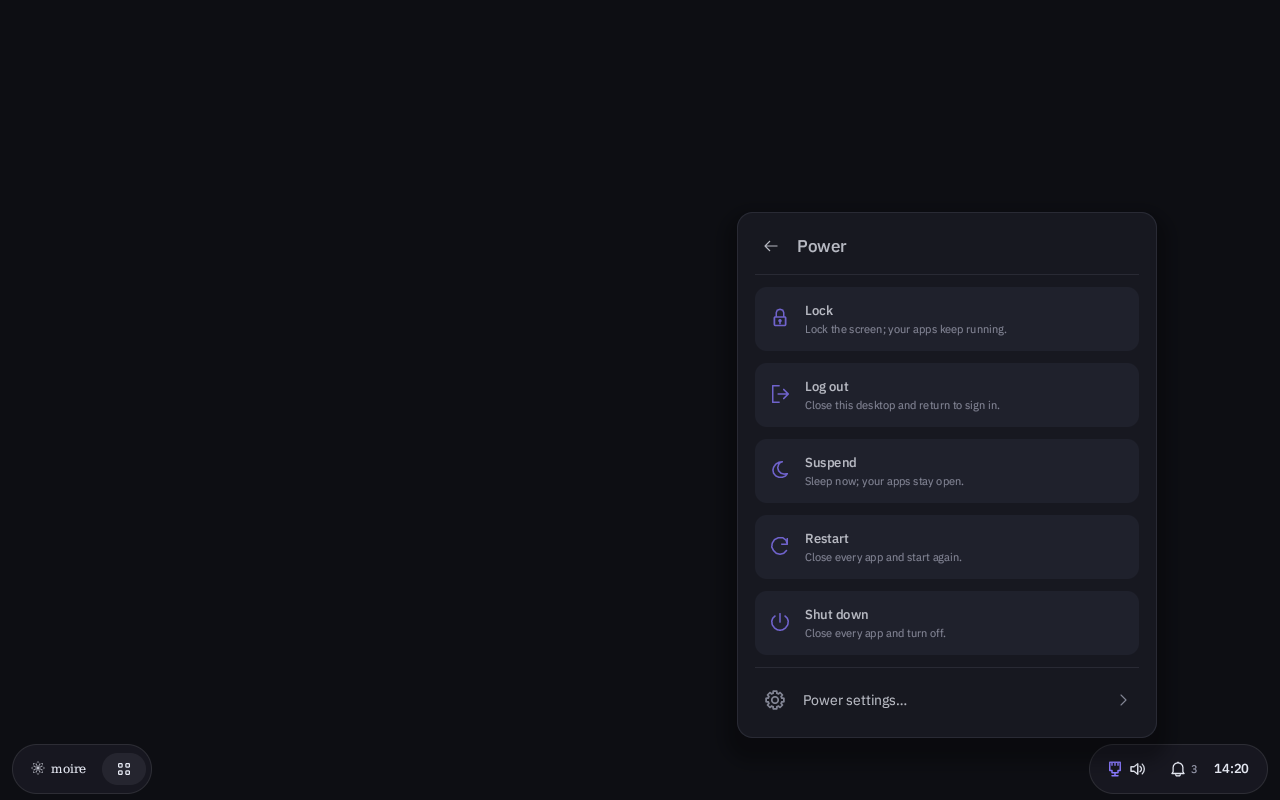 Power
Lock
Lock the screen; your apps keep running.
Log out
Close this desktop and return to sign in.
Suspend
Sleep now; your apps stay open.
Restart
Close every app and start again.
Shut down
Close every app and turn off.
Power settings...
moire
3
14:20